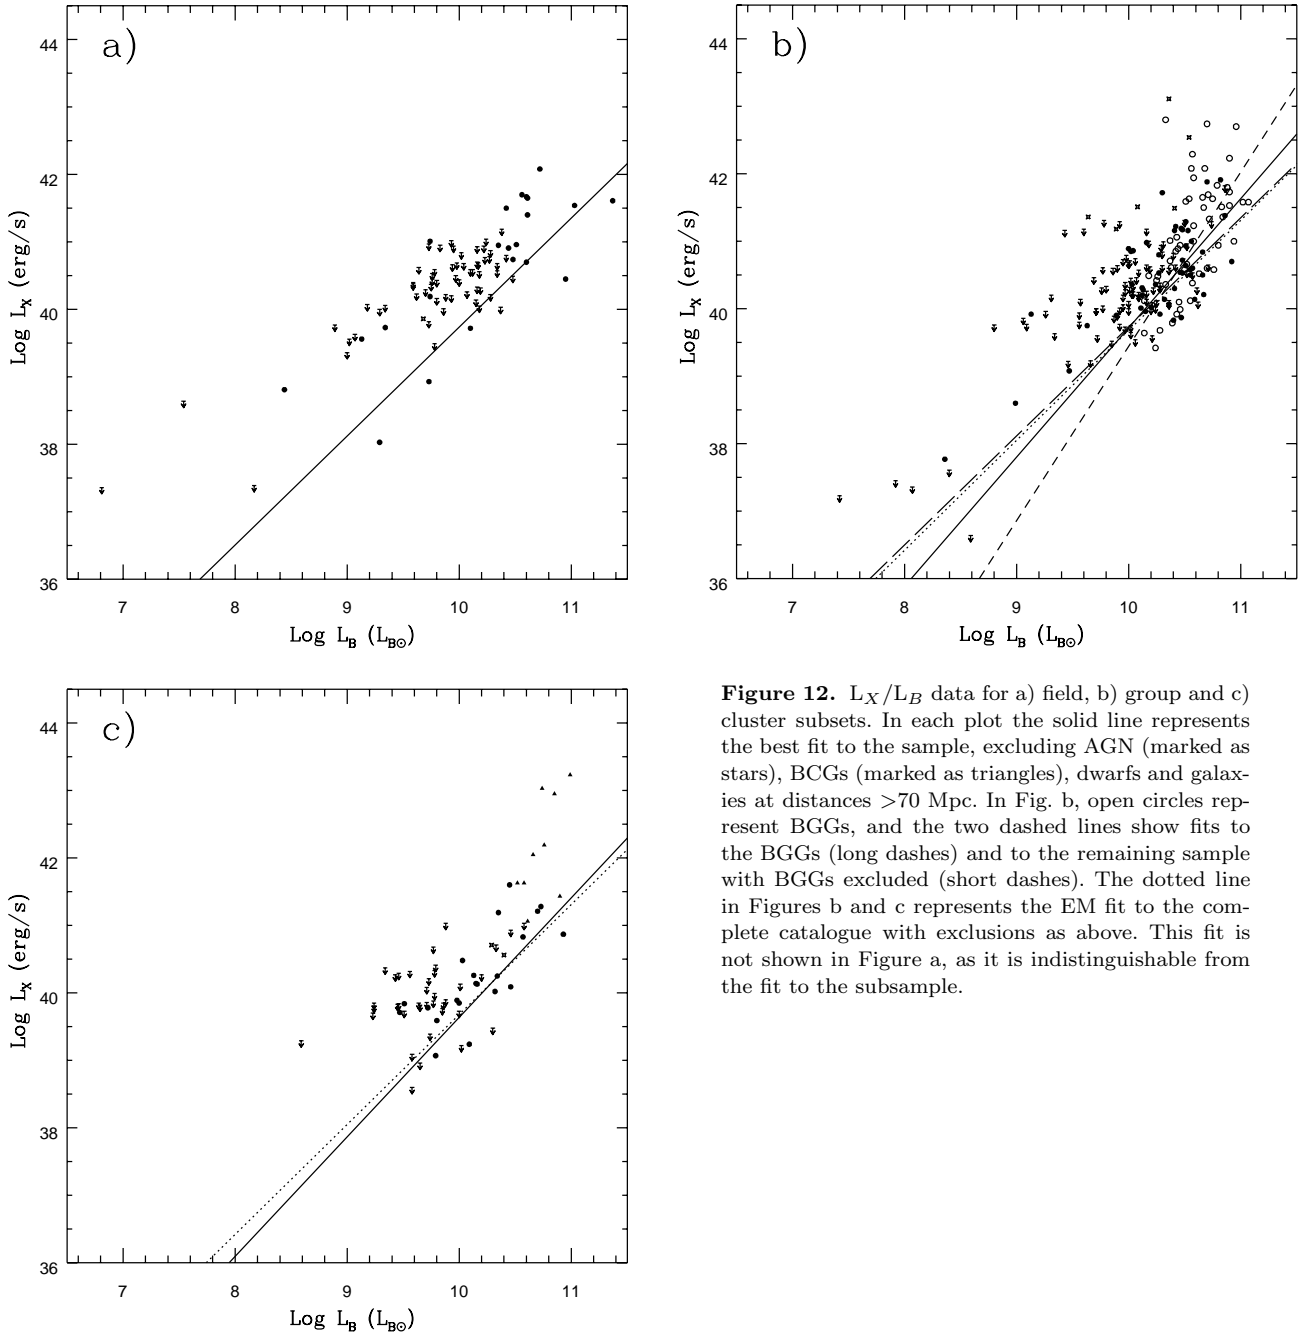 a)
44
42
40
38
36
7
8
9
10
11
Log L_X (erg/s)
Log L_B (L_B⊙)
b)
44
42
40
38
36
7
8
9
10
11
Log L_X (erg/s)
Log L_B (L_B⊙)
c)
44
42
40
38
36
7
8
9
10
11
Log L_X (erg/s)
Log L_B (L_B⊙)
Figure 12. L_X/L_B data for a) field, b) group and c)
cluster subsets. In each plot the solid line represents
the best fit to the sample, excluding AGN (marked as
stars), BCGs (marked as triangles), dwarfs and galax-
ies at distances >70 Mpc. In Fig. b, open circles rep-
resent BGGs, and the two dashed lines show fits to
the BGGs (long dashes) and to the remaining sample
with BGGs excluded (short dashes). The dotted line
in Figures b and c represents the EM fit to the com-
plete catalogue with exclusions as above. This fit is
not shown in Figure a, as it is indistinguishable from
the fit to the subsample.